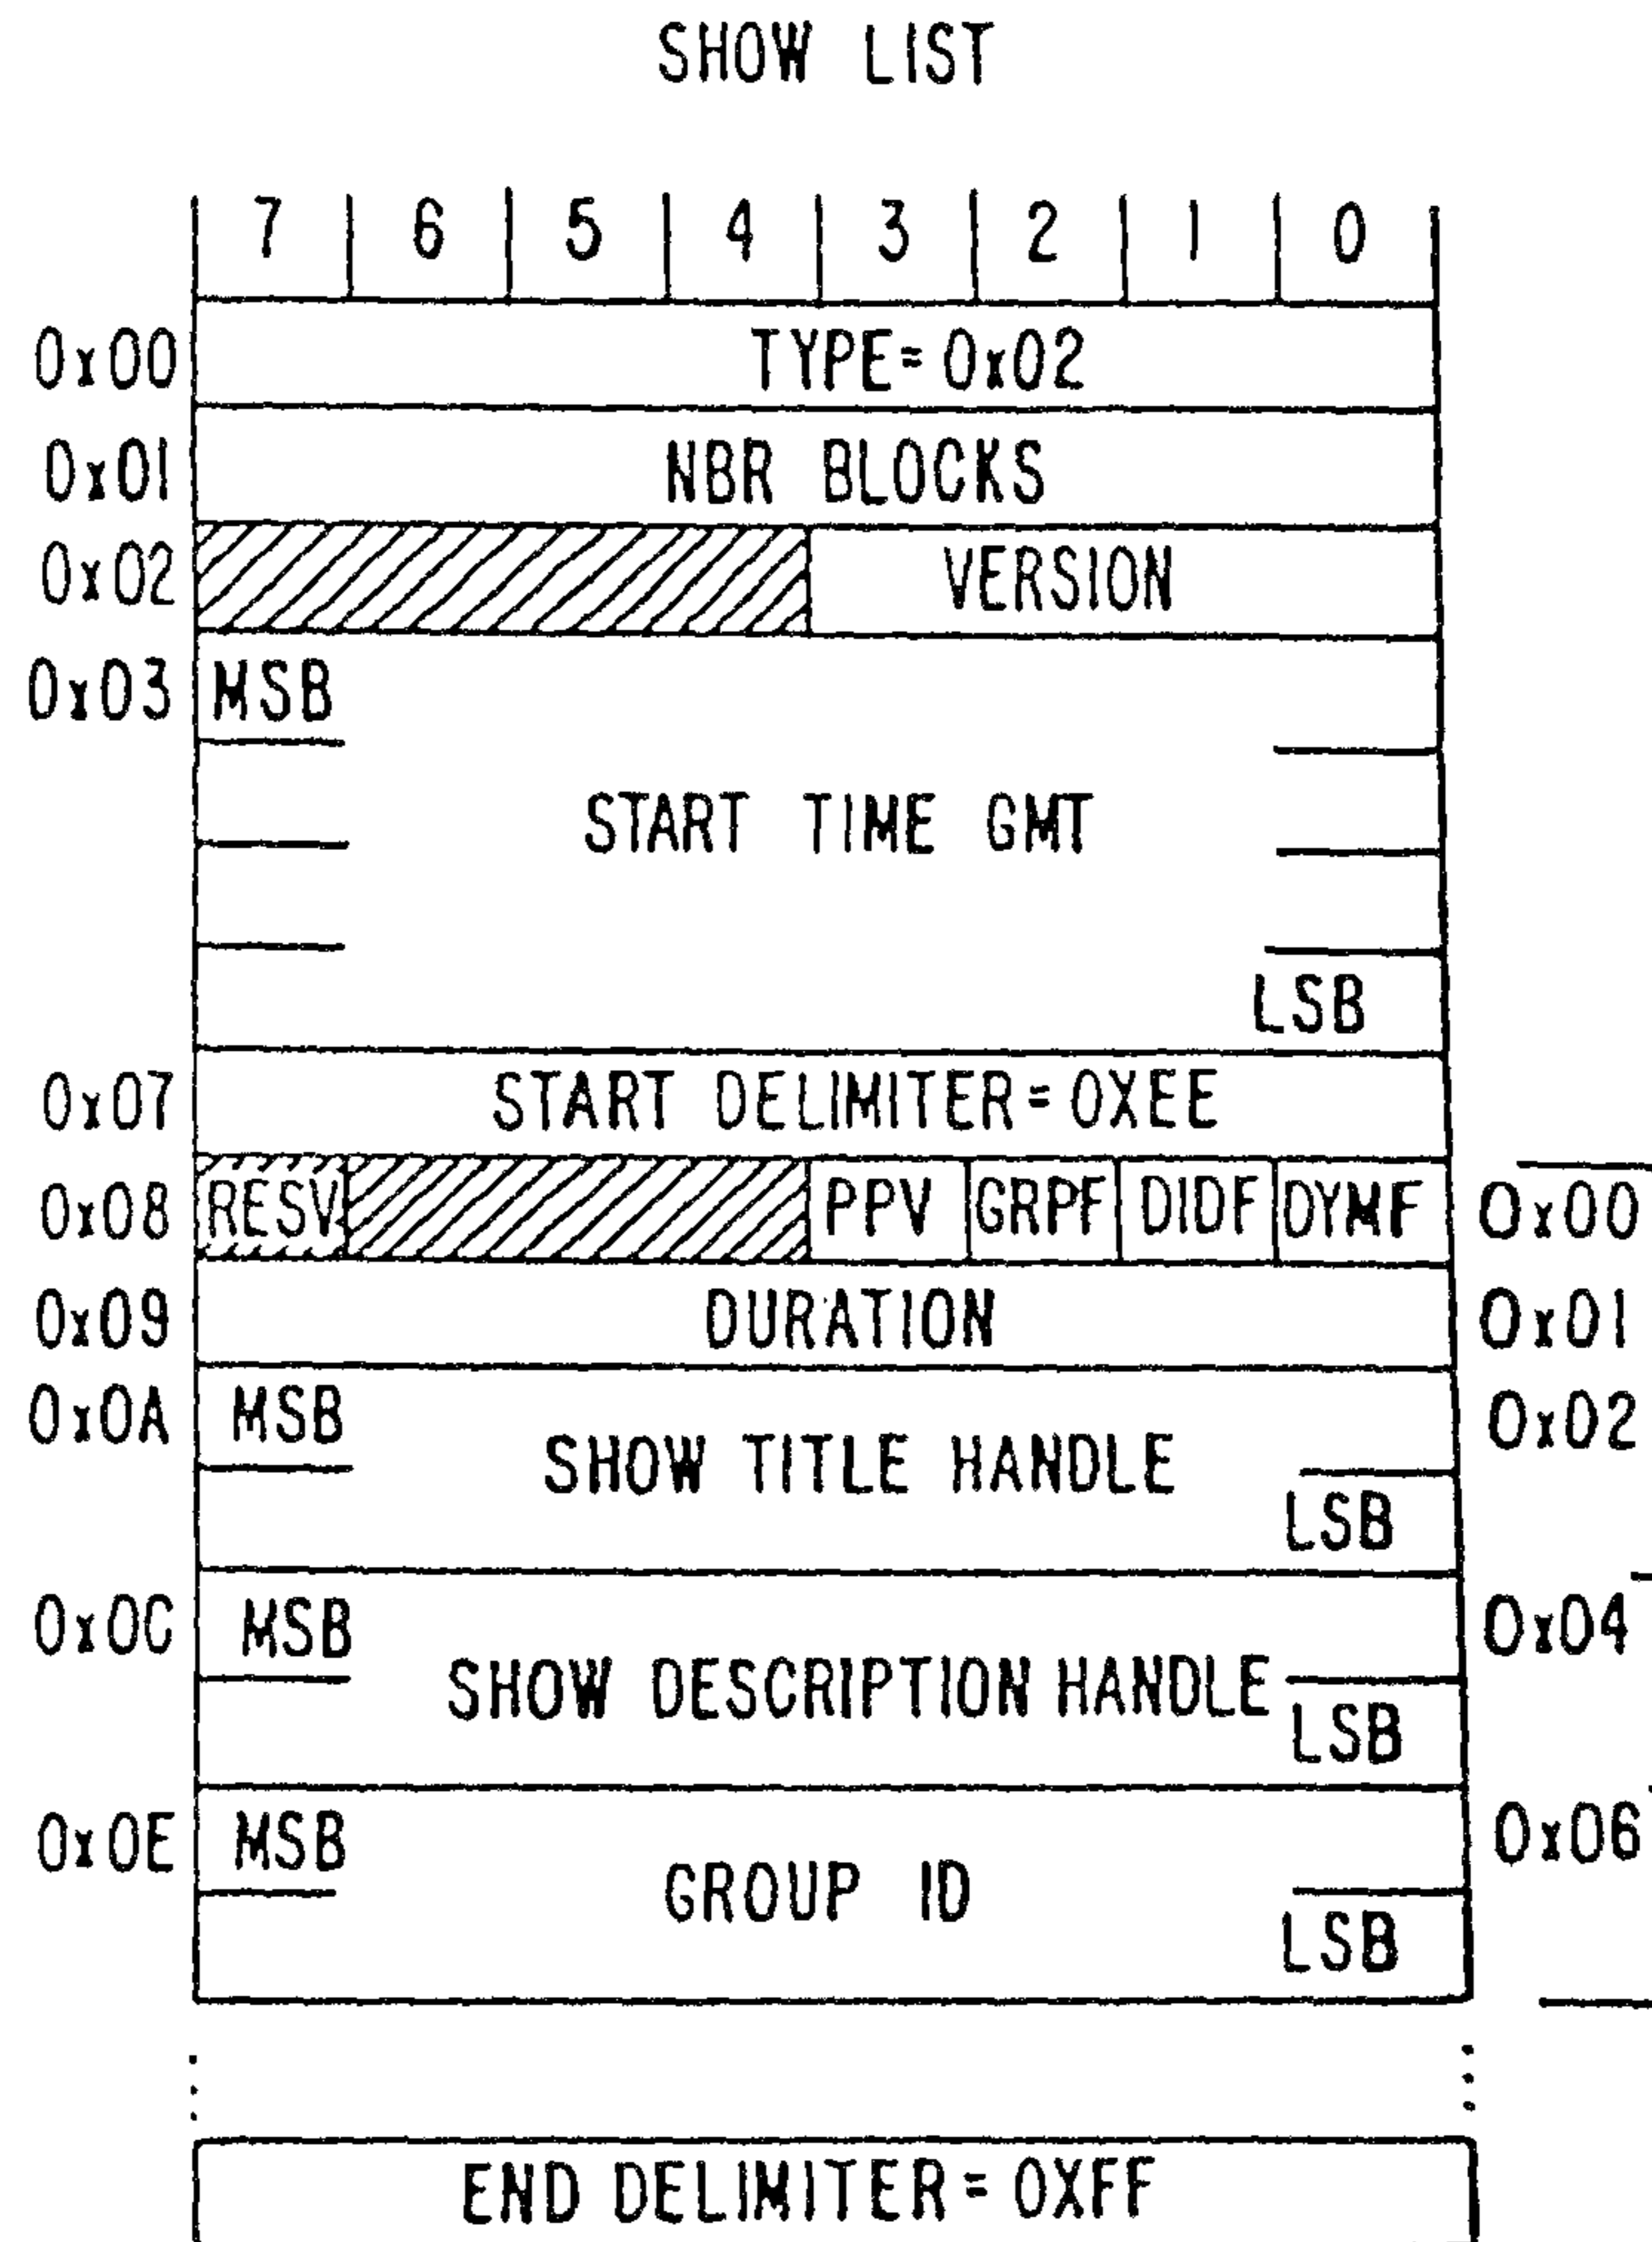 SHOW LIST
7 6 5 4 3 2 1 0
0x00 TYPE=0x02
0x01 NBR BLOCKS
0x02 VERSION
0x03 MSB
START TIME GMT
LSB
0x07 START DELIMITER=0XEE
0x08 RESV PPV GRPF DIDF DYMF 0x00
0x09 DURATION 0x01
0x0A MSB 0x02
SHOW TITLE HANDLE
LSB
0x0C MSB 0x04
SHOW DESCRIPTION HANDLE
LSB
0x0E MSB 0x06
GROUP ID
LSB
END DELIMITER=0XFF